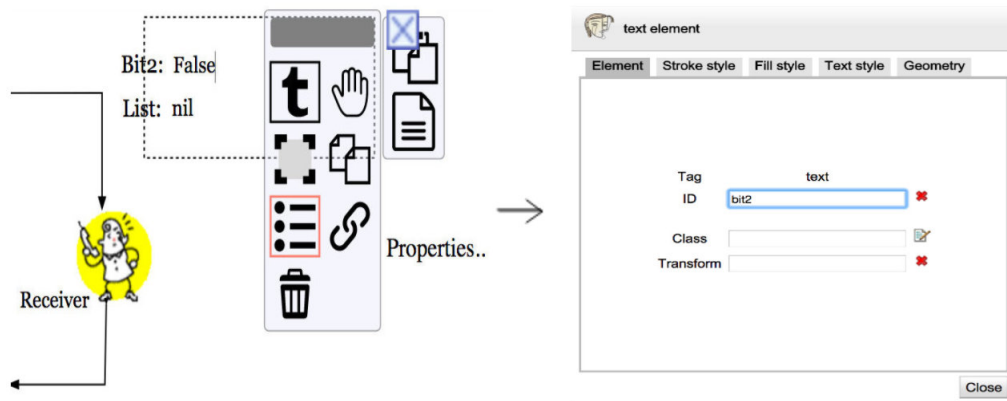 Bit2: False
List: nil
t
Receiver
Properties..
text element
Element Stroke style Fill style Text style Geometry
Tag text
ID bit2
Class
Transform
Close